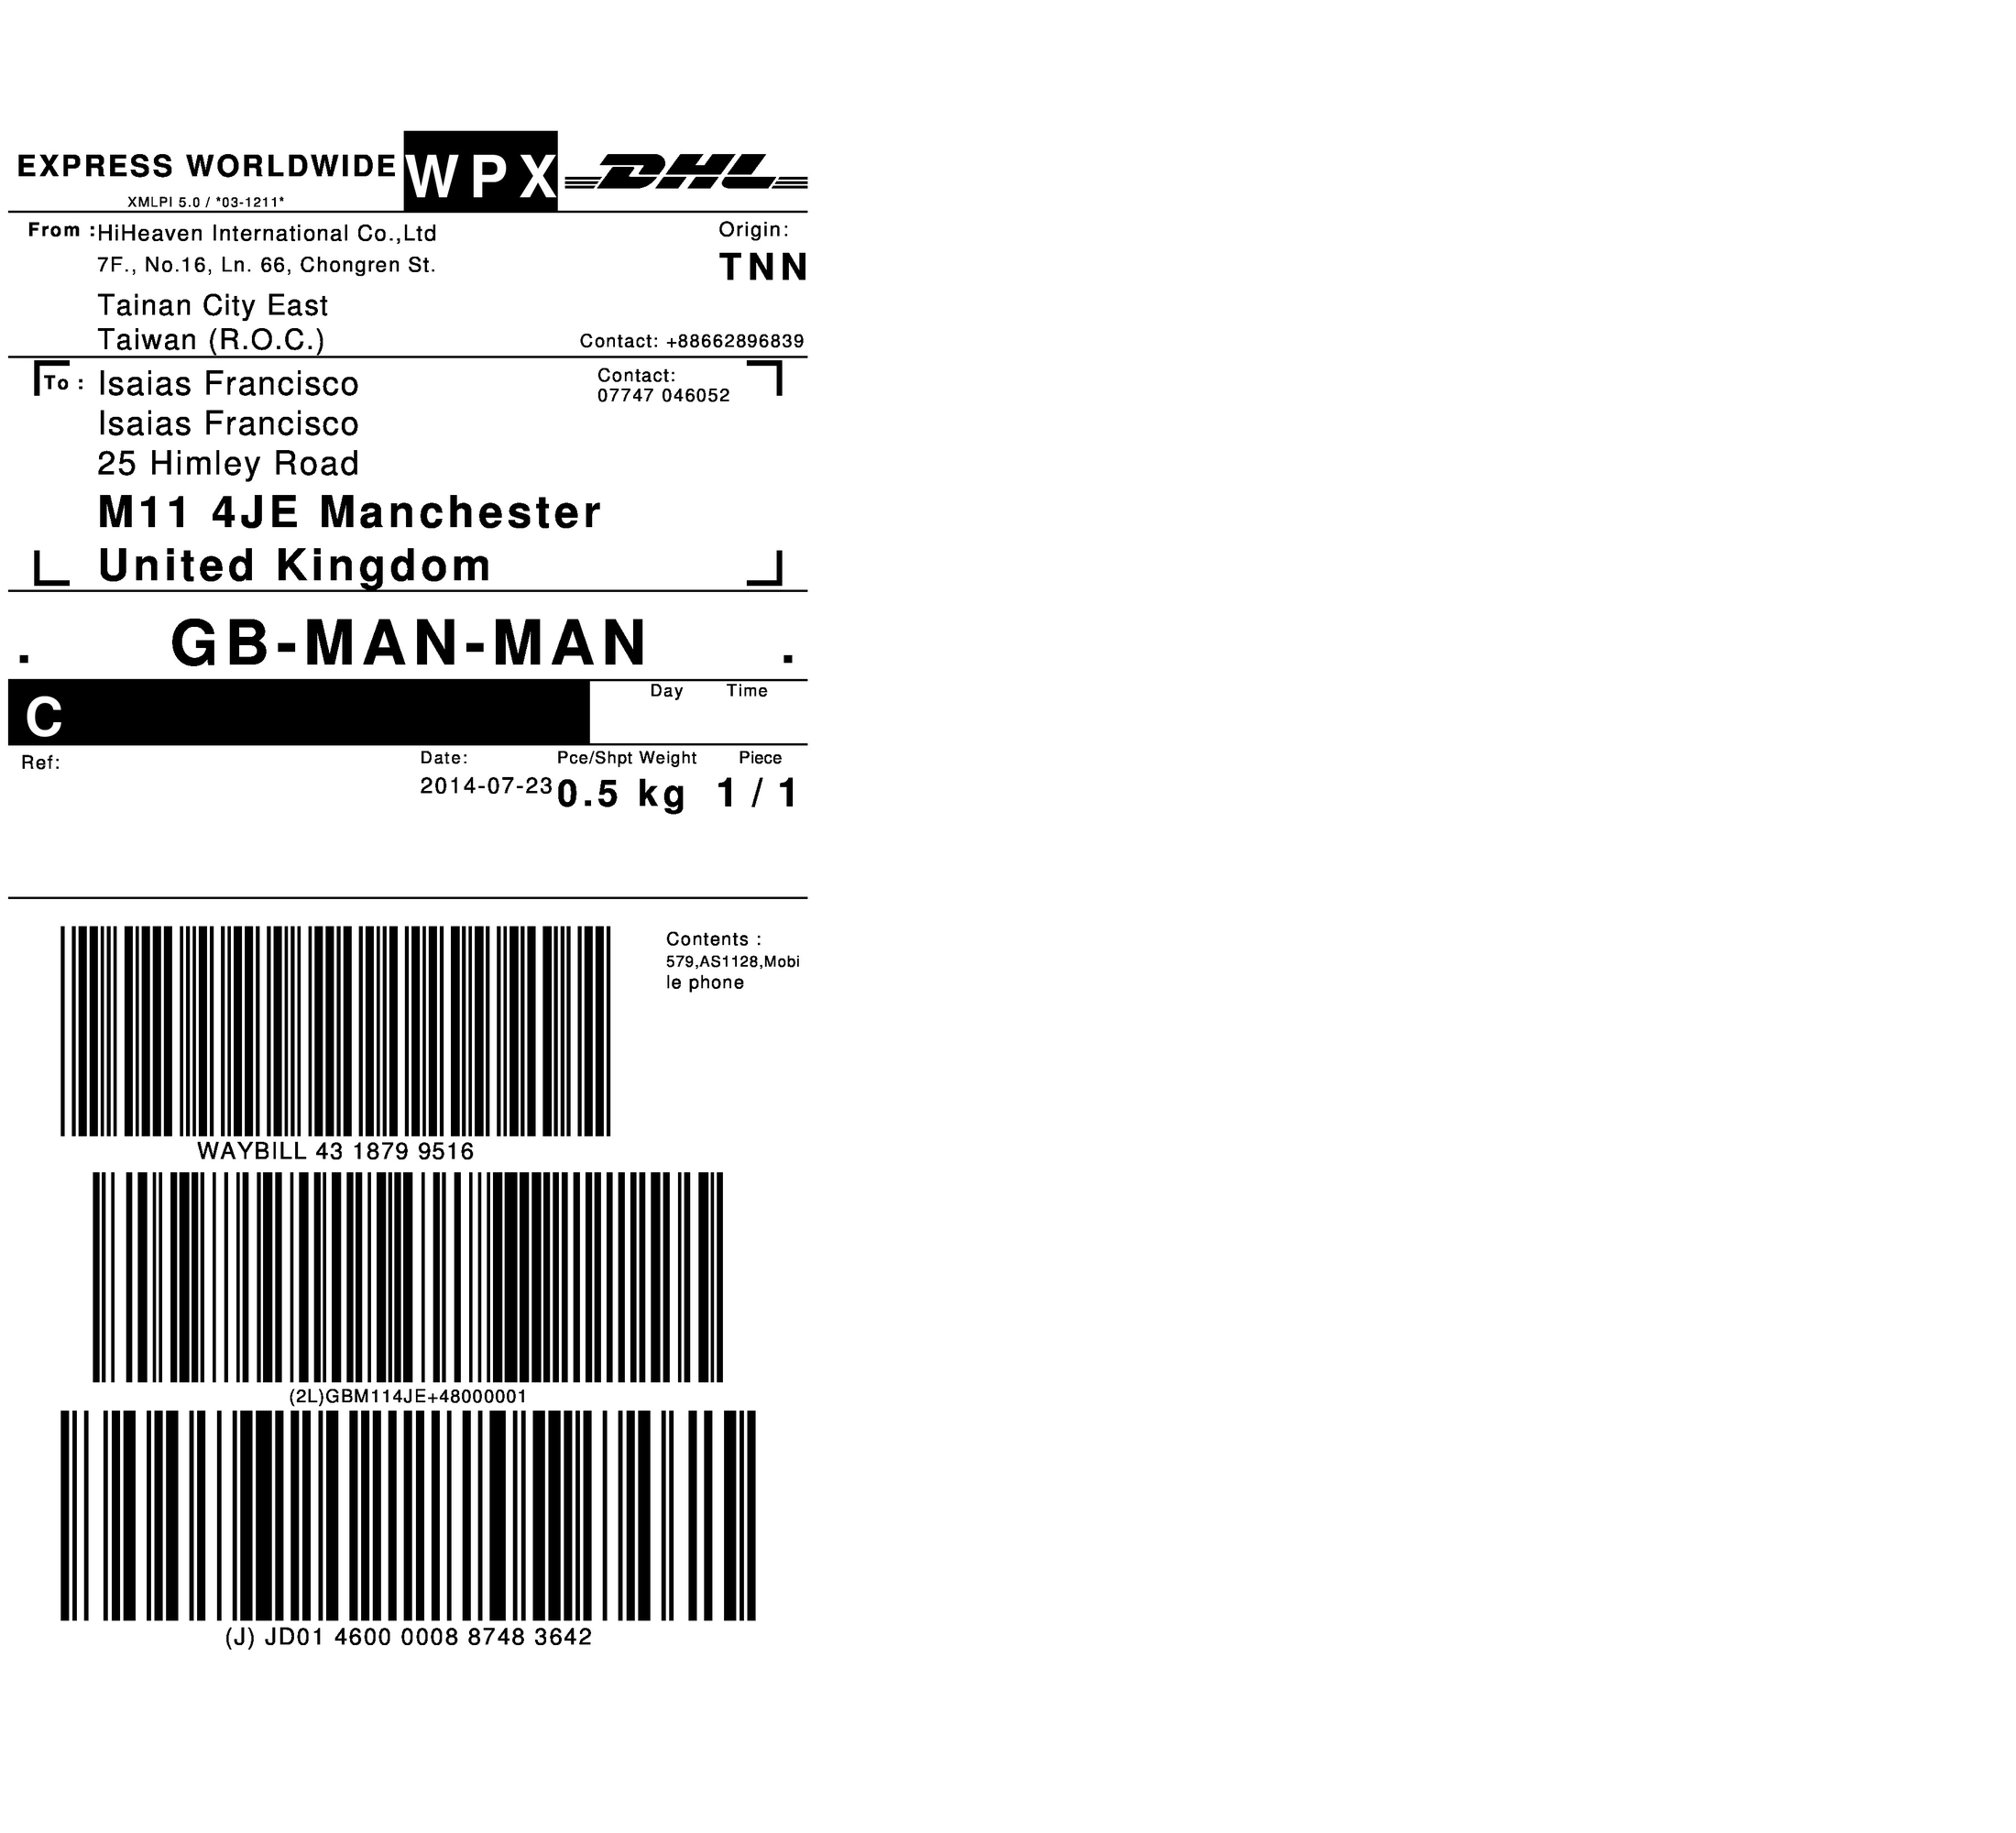 EXPRESS WORLDWIDE WPX DHL
XMLPI 5.0 / *03-1211*
From : HiHeaven International Co.,Ltd Origin:
7F., No.16, Ln. 66, Chongren St. TNN
Tainan City East
Taiwan (R.O.C.) Contact: +88662896839
To : Isaias Francisco Contact:
07747 046052
Isaias Francisco
25 Himley Road
M11 4JE Manchester
United Kingdom
. GB-MAN-MAN .
C Day Time
Ref: Date: Pce/Shpt Weight Piece
2014-07-23 0.5 kg 1 / 1
Contents :
579,AS1128,Mobi
le phone
WAYBILL 43 1879 9516
(2L)GBM114JE+48000001
(J) JD01 4600 0008 8748 3642